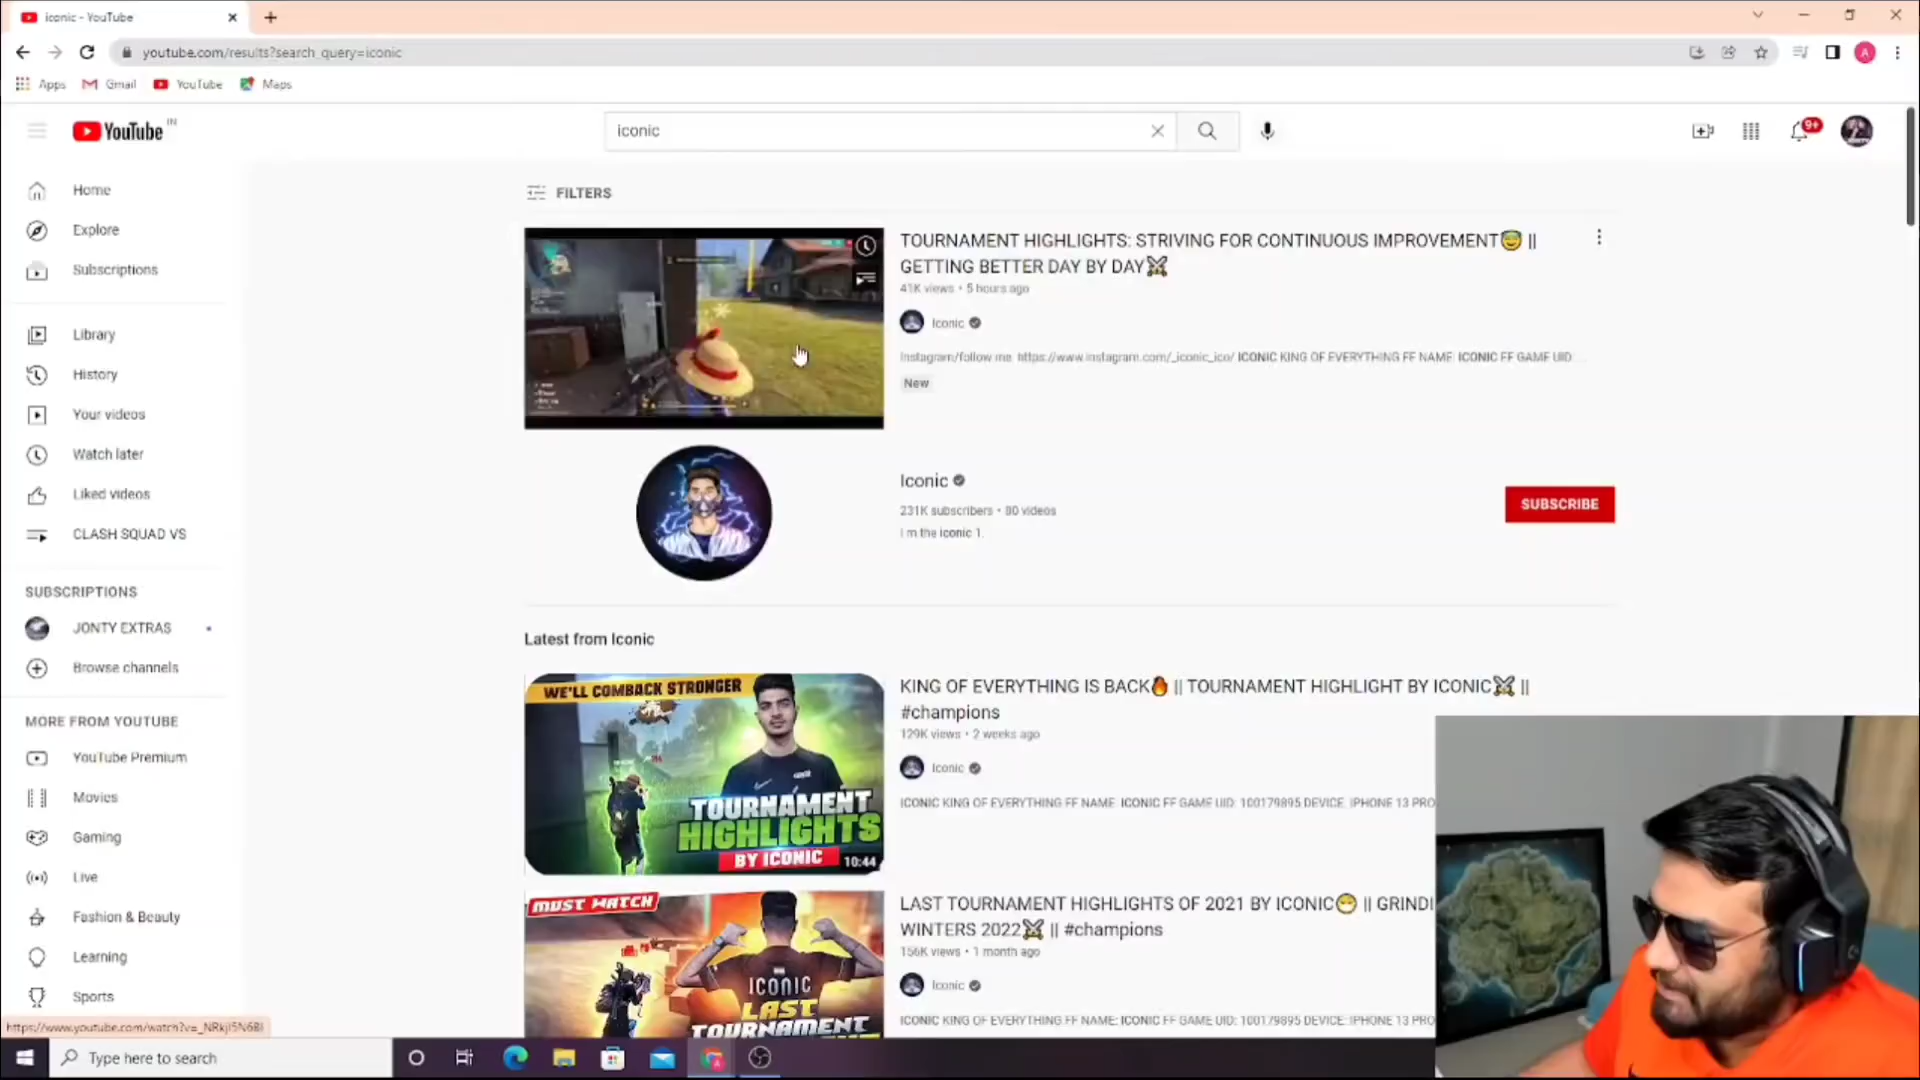 iconic - YouTube
youtube.com/results?search_query=iconic
Apps
Gmail
YouTube
Maps
YouTube IN
iconic
9+
Home
Explore
Subscriptions
Library
History
Your videos
Watch later
Liked videos
CLASH SQUAD VS
SUBSCRIPTIONS
JONTY EXTRAS
Browse channels
MORE FROM YOUTUBE
YouTube Premium
Movies
Gaming
Live
Fashion & Beauty
Learning
Sports
FILTERS
TOURNAMENT HIGHLIGHTS: STRIVING FOR CONTINUOUS IMPROVEMENT😇 ||
GETTING BETTER DAY BY DAY⚔
41K views • 5 hours ago
Iconic
Instagram/follow me https://www.instagram.com/_iconic_ico/ ICONIC KING OF EVERYTHING FF NAME: ICONIC FF GAME UID
New
Iconic
231K subscribers • 80 videos
I m the iconic 1.
SUBSCRIBE
Latest from Iconic
WE'LL COMBACK STRONGER
TOURNAMENT
HIGHLIGHTS
BY ICONIC
10:44
KING OF EVERYTHING IS BACK🔥 || TOURNAMENT HIGHLIGHT BY ICONIC⚔ ||
#champions
129K views • 2 weeks ago
Iconic
ICONIC KING OF EVERYTHING FF NAME: ICONIC FF GAME UID: 100179895 DEVICE: IPHONE 13 PRO
MUST WATCH
ICONIC
LAST
TOURNAMENT
LAST TOURNAMENT HIGHLIGHTS OF 2021 BY ICONIC😁 || GRINDI
WINTERS 2022⚔ || #champions
156K views • 1 month ago
Iconic
ICONIC KING OF EVERYTHING FF NAME: ICONIC FF GAME UID: 100179895 DEVICE: IPHONE 13 PRO
Type here to search